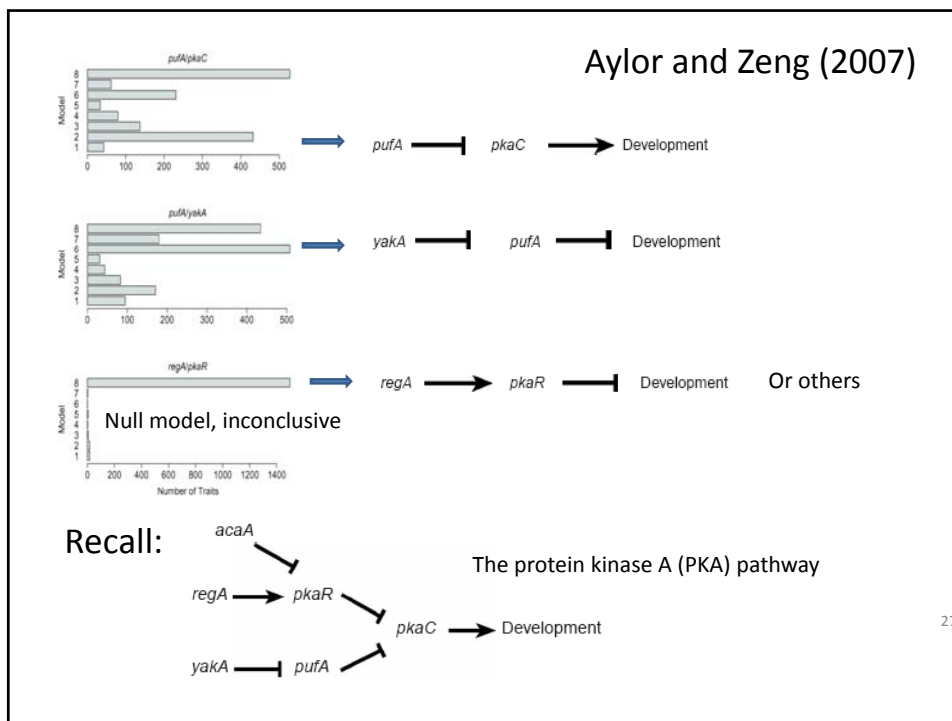 Aylor and Zeng (2007)
pufA/pkaC
Model
8
7
6
5
4
3
2
1
0 100 200 300 400 500
pufA pkaC Development
pufA/yakA
Model
8
7
6
5
4
3
2
1
0 100 200 300 400 500
yakA pufA Development
regA/pkaR
Model
8
7
6
5
4
3
2
1
Null model, inconclusive
0 200 400 600 800 1000 1200 1400
Number of Traits
regA pkaR Development Or others
Recall:
The protein kinase A (PKA) pathway
acaA
regA pkaR
pkaC Development
yakA pufA
27